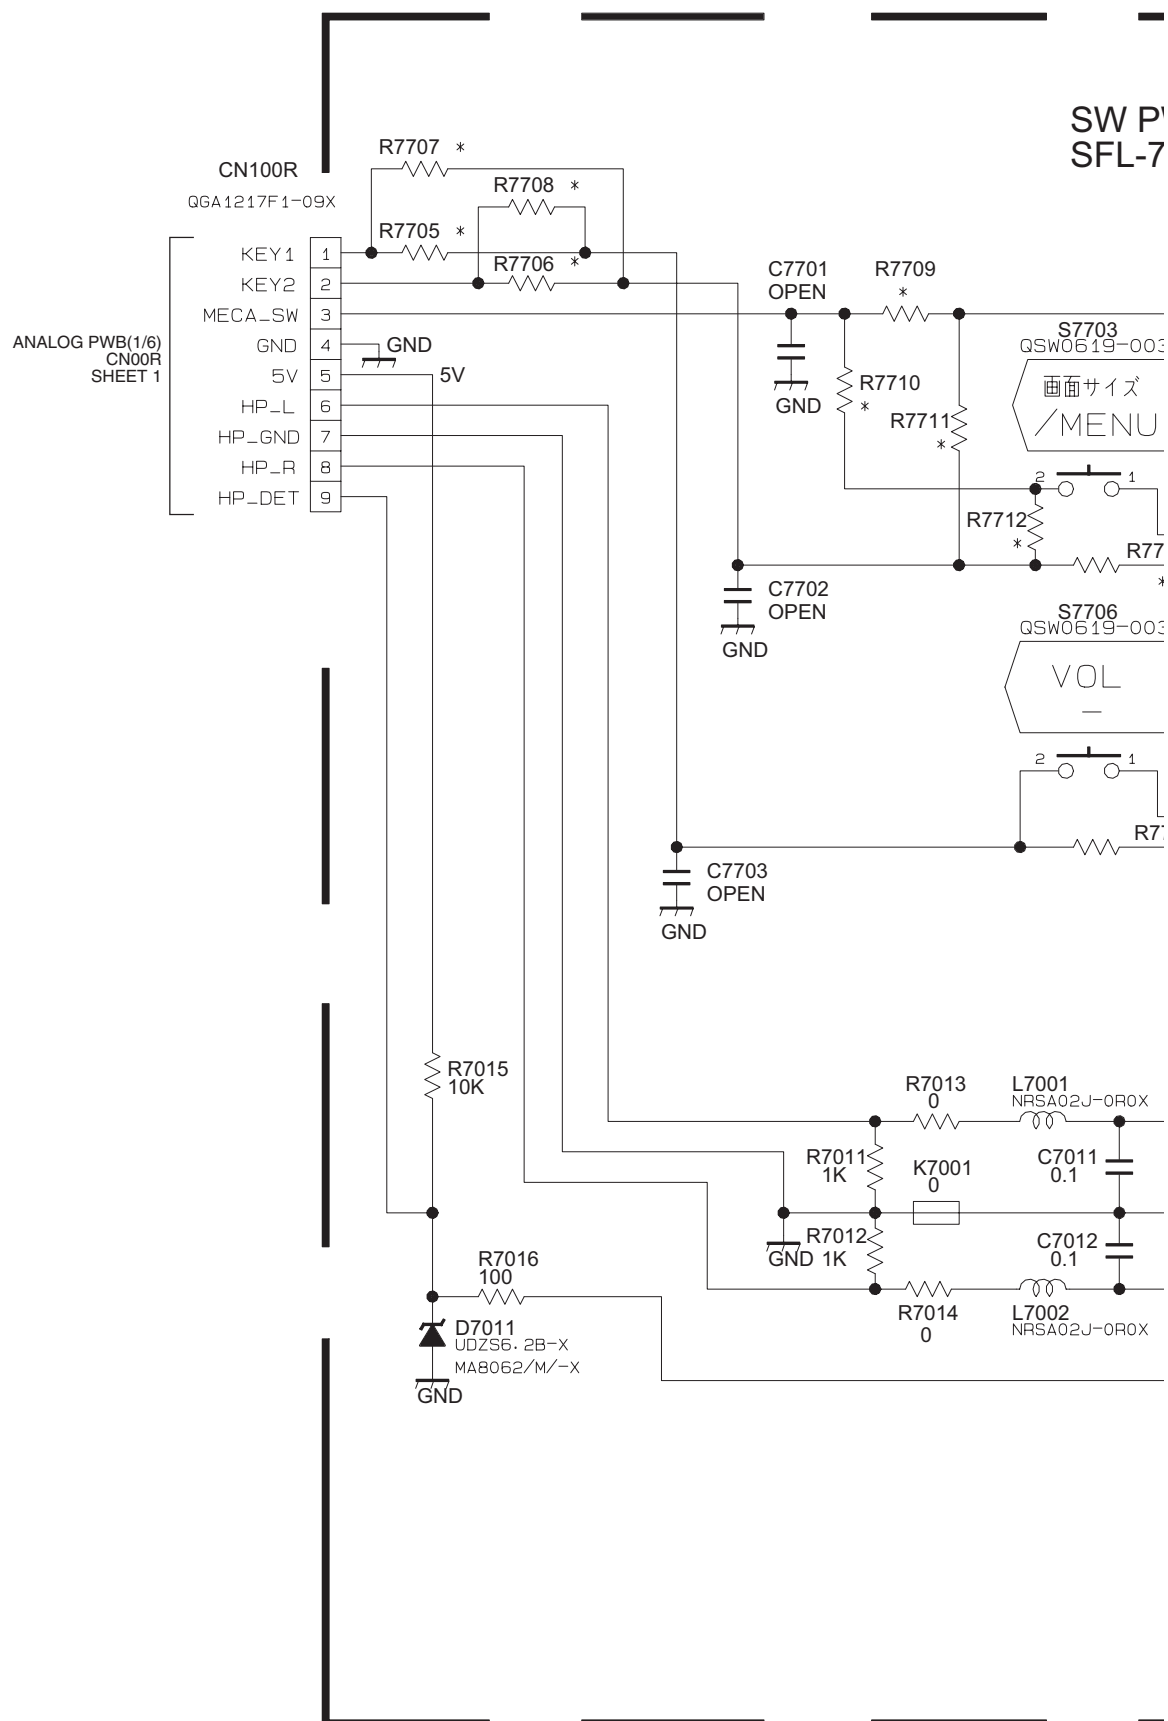 SW PW
SFL-7
R7707 *
CN100R
QGA1217F1-09X
R7708 *
R7705 *
R7706 *
KEY1 1
KEY2 2
MECA_SW 3
GND 4 GND
5V 5 5V
HP_L 6
HP_GND 7
HP_R 8
HP_DET 9
ANALOG PWB(1/6)
CN00R
SHEET 1
C7701
OPEN
GND
R7709
*
R7710
*
R7711
*
S7703
QSW0619-003
画面サイズ
/MENU
2 1
R7712
*
R77
*
C7702
OPEN
GND
S7706
QSW0619-003
VOL
−
2 1
R77
C7703
OPEN
GND
R7015
10K
R7013
0
L7001
NRSA02J-0R0X
R7011
1K
K7001
0
C7011
0.1
GND
R7012
1K
C7012
0.1
R7016
100
R7014
0
L7002
NRSA02J-0R0X
D7011
UDZS6.2B-X
MA8062/M/-X
GND